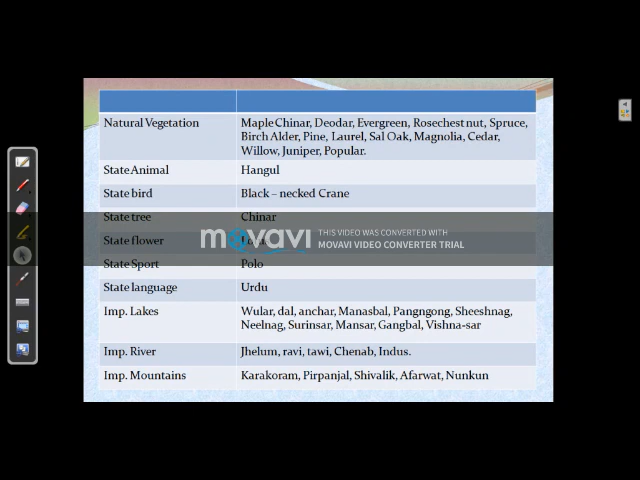 Natural Vegetation Maple Chinar, Deodar, Evergreen, Rosechest nut, Spruce,
Birch Alder, Pine, Laurel, Sal Oak, Magnolia, Cedar,
Willow, Juniper, Popular.
State Animal Hangul
State bird Black – necked Crane
State tree Chinar
movavi THIS VIDEO WAS CONVERTED WITH
MOVAVI VIDEO CONVERTER TRIAL
State flower
State Sport Polo
State language Urdu
Imp. Lakes Wular, dal, anchar, Manasbal, Pangngong, Sheeshnag,
Neelnag, Surinsar, Mansar, Gangbal, Vishna-sar
Imp. River Jhelum, ravi, tawi, Chenab, Indus.
Imp. Mountains Karakoram, Pirpanjal, Shivalik, Afarwat, Nunkun